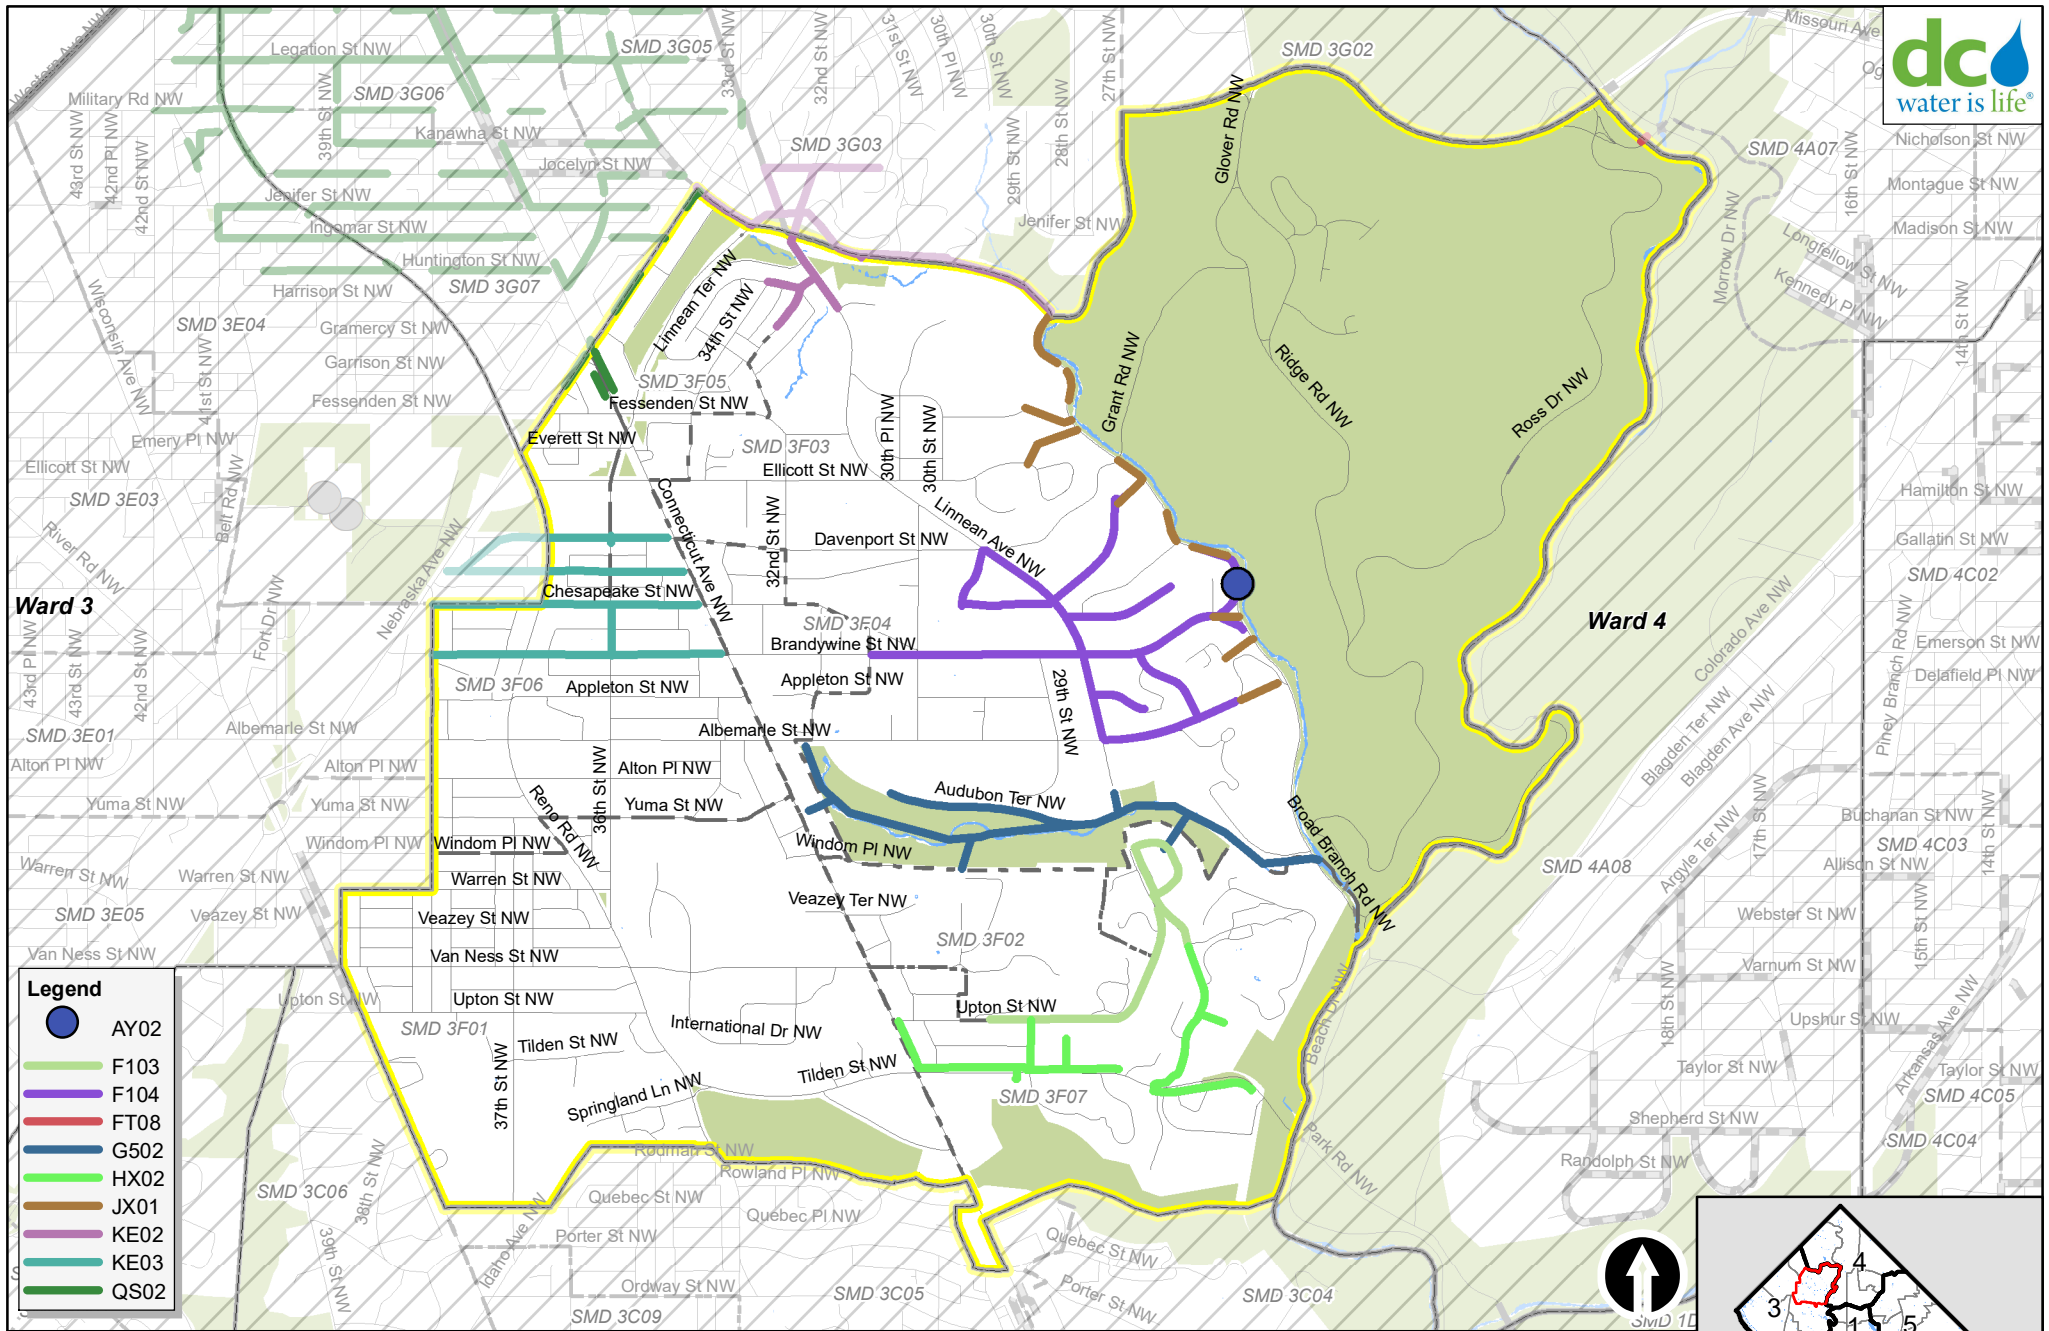 Western Ave NW
Legation St NW
SMD 3G05
33rd St NW
32nd St NW
31st St NW
30th Pl NW
30th St NW
27th St NW
SMD 3G02
Missouri Ave
dc
water is life®
Military Rd NW
SMD 3G06
39th St NW
Kanawha St NW
43rd St NW
42nd Pl NW
42nd St NW
Jocelyn St NW
SMD 3G03
29th St NW
28th St NW
Glover Rd NW
SMD 4A07
16th St NW
Nicholson St NW
Montague St NW
Madison St NW
Jenifer St NW
Ingomar St NW
Jenifer St NW
Huntington St NW
Harrison St NW
SMD 3G07
Morrow Dr NW
Longfellow St NW
Kennedy Pl NW
14th St NW
Wisconsin Ave NW
SMD 3E04
Gramercy St NW
Garrison St NW
Fessenden St NW
41st St NW
Linnean Ter NW
34th St NW
SMD 3F05
Fessenden St NW
Grant Rd NW
Ridge Rd NW
Ross Dr NW
Emery Pl NW
Ellicott St NW
SMD 3E03
Belt Rd NW
Everett St NW
SMD 3F03
Ellicott St NW
30th Pl NW
30th St NW
Hamilton St NW
River Rd NW
Nebraska Ave NW
Connecticut Ave NW
32nd St NW
Davenport St NW
Linnean Ave NW
Gallatin St NW
SMD 4C02
Ward 3
Fort Dr NW
Chesapeake St NW
SMD 3F04
Ward 4
Colorado Ave NW
Piney Branch Rd NW
Emerson St NW
Delafield Pl NW
43rd Pl NW
43rd St NW
42nd St NW
Brandywine St NW
SMD 3F06
Appleton St NW
Appleton St NW
29th St NW
SMD 3E01
Albemarle St NW
Albemarle St NW
Blagden Ter NW
Blagden Ave NW
Alton Pl NW
Alton Pl NW
Alton Pl NW
36th St NW
Yuma St NW
Yuma St NW
Yuma St NW
Reno Rd NW
Audubon Ter NW
Broad Branch Rd NW
17th St NW
Argyle Ter NW
Buchanan St NW
SMD 4C03
14th St NW
Windom Pl NW
Windom Pl NW
Windom Pl NW
Warren St NW
Warren St NW
Warren St NW
SMD 4A08
Allison St NW
SMD 3E05
Veazey St NW
Veazey St NW
Veazey Ter NW
Webster St NW
15th St NW
Van Ness St NW
Van Ness St NW
SMD 3F02
Varnum St NW
Upton St NW
Upton St NW
Upton St NW
SMD 3F01
Tilden St NW
International Dr NW
Tilden St NW
37th St NW
Springland Ln NW
SMD 3F07
Beach Dr NW
18th St NW
Upshur St NW
Arkansas Ave NW
Taylor St NW
Taylor St NW
SMD 4C05
Shepherd St NW
SMD 4C04
Park Rd NW
Randolph St NW
Rodman St NW
Rowland Pl NW
SMD 3C06
38th St NW
Quebec St NW
Quebec Pl NW
Idaho Ave NW
39th St NW
Porter St NW
Quebec St NW
Porter St NW
Ordway St NW
SMD 3C09
SMD 3C05
SMD 3C04
SMD 1D
Legend
AY02
F103
F104
FT08
G502
HX02
JX01
KE02
KE03
QS02
4
3
1
5